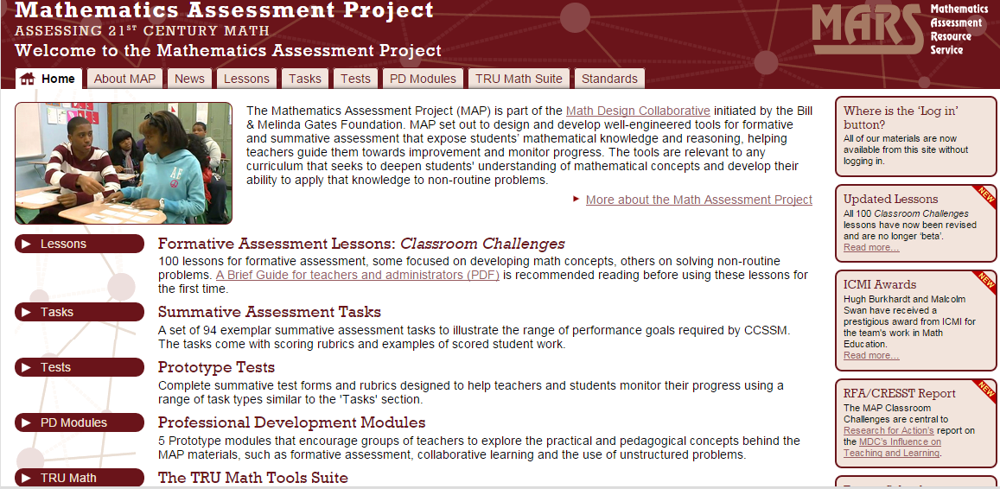 Mathematics Assessment Project
ASSESSING 21ST CENTURY MATH
Welcome to the Mathematics Assessment Project
MARS
Mathematics
Assessment
Resource
Service
Home
About MAP
News
Lessons
Tasks
Tests
PD Modules
TRU Math Suite
Standards
The Mathematics Assessment Project (MAP) is part of the Math Design Collaborative initiated by the Bill
& Melinda Gates Foundation. MAP set out to design and develop well-engineered tools for formative
and summative assessment that expose students’ mathematical knowledge and reasoning, helping
teachers guide them towards improvement and monitor progress. The tools are relevant to any
curriculum that seeks to deepen students' understanding of mathematical concepts and develop their
ability to apply that knowledge to non-routine problems.
More about the Math Assessment Project
Lessons
Formative Assessment Lessons: Classroom Challenges
100 lessons for formative assessment, some focused on developing math concepts, others on solving non-routine
problems. A Brief Guide for teachers and administrators (PDF) is recommended reading before using these lessons for
the first time.
Tasks
Summative Assessment Tasks
A set of 94 exemplar summative assessment tasks to illustrate the range of performance goals required by CCSSM.
The tasks come with scoring rubrics and examples of scored student work.
Tests
Prototype Tests
Complete summative test forms and rubrics designed to help teachers and students monitor their progress using a
range of task types similar to the 'Tasks' section.
PD Modules
Professional Development Modules
5 Prototype modules that encourage groups of teachers to explore the practical and pedagogical concepts behind the
MAP materials, such as formative assessment, collaborative learning and the use of unstructured problems.
TRU Math
The TRU Math Tools Suite
Where is the ‘Log in’
button?
All of our materials are now
available from this site without
logging in.
NEW
Updated Lessons
All 100 Classroom Challenges
lessons have now been revised
and are no longer ‘beta’.
Read more…
NEW
ICMI Awards
Hugh Burkhardt and Malcolm
Swan have received a
prestigious award from ICMI for
the team's work in Math
Education.
Read more…
NEW
RFA/CRESST Report
The MAP Classroom
Challenges are central to
Research for Action's report on
the MDC's Influence on
Teaching and Learning.